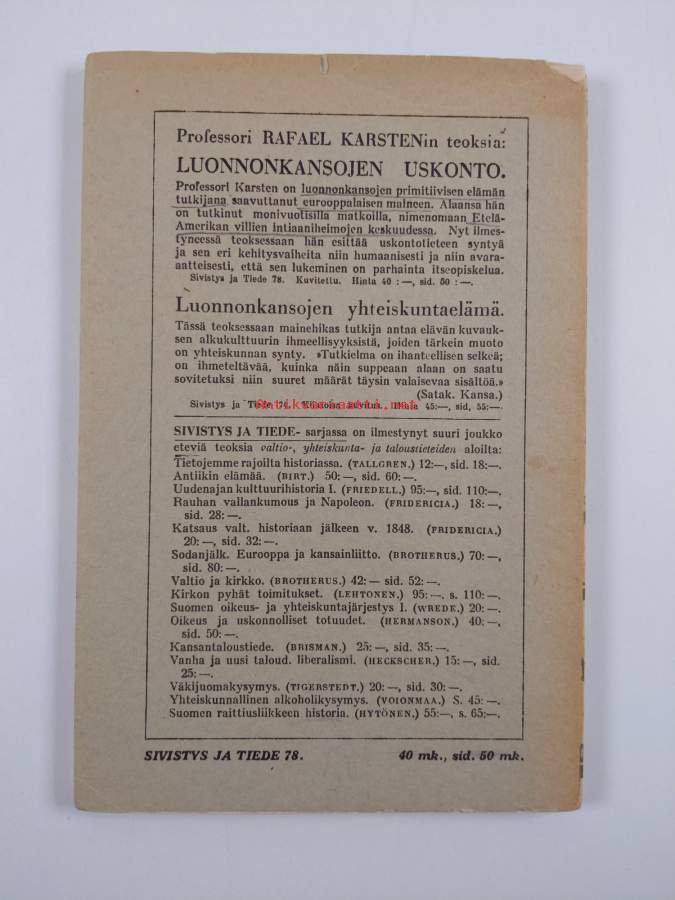 Professori RAFAEL KARSTENin teoksia:
LUONNONKANSOJEN USKONTO.
Professori Karsten on luonnonkansojen primitiivisen elämän
tutkijana saavuttanut eurooppalaisen maineen. Alaansa hän
on tutkinut monivuotisilla matkoilla, nimenomaan Etelä-
Amerikan villien intiaaniheimojen keskuudessa. Nyt ilmes-
tyneessä teoksessaan hän esittää uskontotieteen syntyä
ja sen eri kehitysvaiheita niin humaanisesti ja niin avara-
aatteisesti, että sen lukeminen on parhainta itseopiskelua.
Sivistys ja Tiede 78. Kuvitettu. Hinta 40 : —, sid. 50 : —.
Luonnonkansojen yhteiskuntaelämä.
Tässä teoksessaan mainehikas tutkija antaa elävän kuvauk-
sen alkukulttuurin ihmeellisyyksistä, joiden tärkein muoto
on yhteiskunnan synty. »Tutkielma on ihanteellisen selkeä;
on ihmeteltävää, kuinka näin suppeaan alaan on saatu
sovitetuksi niin suuret määrät täysin valaisevaa sisältöä.»
(Satak. Kansa.)
Sivistys ja Tiede 74. Hinta 45:—, sid, 55:—.
Antikvariaatti.net
SIVISTYS JA TIEDE- sarjassa on ilmestynyt suuri joukko
eteviä teoksia valtio-, yhteiskunta- ja taloustieteiden aloilta:
Tietojemme rajoilta historiassa. (TALLGREN.) 12:—, sid. 18:—.
Antiikin elämää. (BIRT.) 50:—, sid. 60:—.
Uudenajan kulttuurihistoria I. (FRIEDELL.) 95:—, sid. 110:—.
Rauhan vallankumous ja Napoleon. (FRIDERICIA.) 18:—,
sid. 28:—.
Katsaus valt. historiaan jälkeen v. 1848. (FRIDERICIA.)
20:—, sid. 32:—.
Sodanjälk. Eurooppa ja kansainliitto. (BROTHERUS.) 70:—,
sid. 80:—.
Valtio ja kirkko. (BROTHERUS.) 42:— sid. 52:—.
Kirkon pyhät toimitukset. (LEHTONEN.) 95:—, s. 110:—.
Suomen oikeus- ja yhteiskuntajärjestys I. (WREDE.) 20:—.
Oikeus ja uskonnolliset totuudet. (HERMANSON.) 40:—,
sid. 50:—.
Kansantaloustiede. (BRISMAN.) 25:—, sid. 35:—.
Vanha ja uusi taloud. liberalismi. (HECKSCHER.) 15:—, sid.
25:—.
Väkijuomakysymys. (TIGERSTEDT.) 20:—, sid. 30:—.
Yhteiskunnallinen alkoholikysymys. (VOIONMAA.) S. 45:—.
Suomen raittiusliikkeen historia. (HYTÖNEN.) 55:—, s. 65:—.
SIVISTYS JA TIEDE 78.
40 mk., sid. 50 mk.